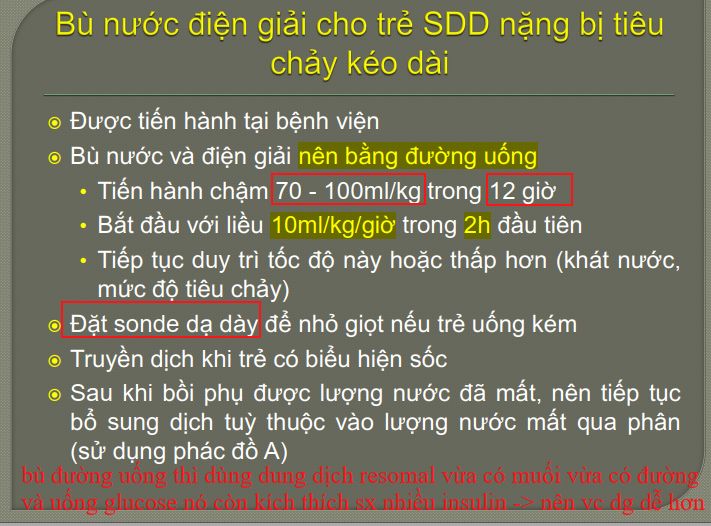 Bù nước điện giải cho trẻ SDD nặng bị tiêu
chảy kéo dài
Được tiến hành tại bệnh viện
Bù nước và điện giải nên bằng đường uống
Tiến hành chậm 70 - 100ml/kg trong 12 giờ
Bắt đầu với liều 10ml/kg/giờ trong 2h đầu tiên
Tiếp tục duy trì tốc độ này hoặc thấp hơn (khát nước,
mức độ tiêu chảy)
Đặt sonde dạ dày để nhỏ giọt nếu trẻ uống kém
Truyền dịch khi trẻ có biểu hiện sốc
Sau khi bồi phụ được lượng nước đã mất, nên tiếp tục
bổ sung dịch tuỳ thuộc vào lượng nước mất qua phân
(sử dụng phác đồ A)
bù đường uống thì dùng dung dịch resomal vừa có muối vừa có đường
và uống glucose nó còn kích thích sx nhiều insulin -> nên vc dg dễ hơn